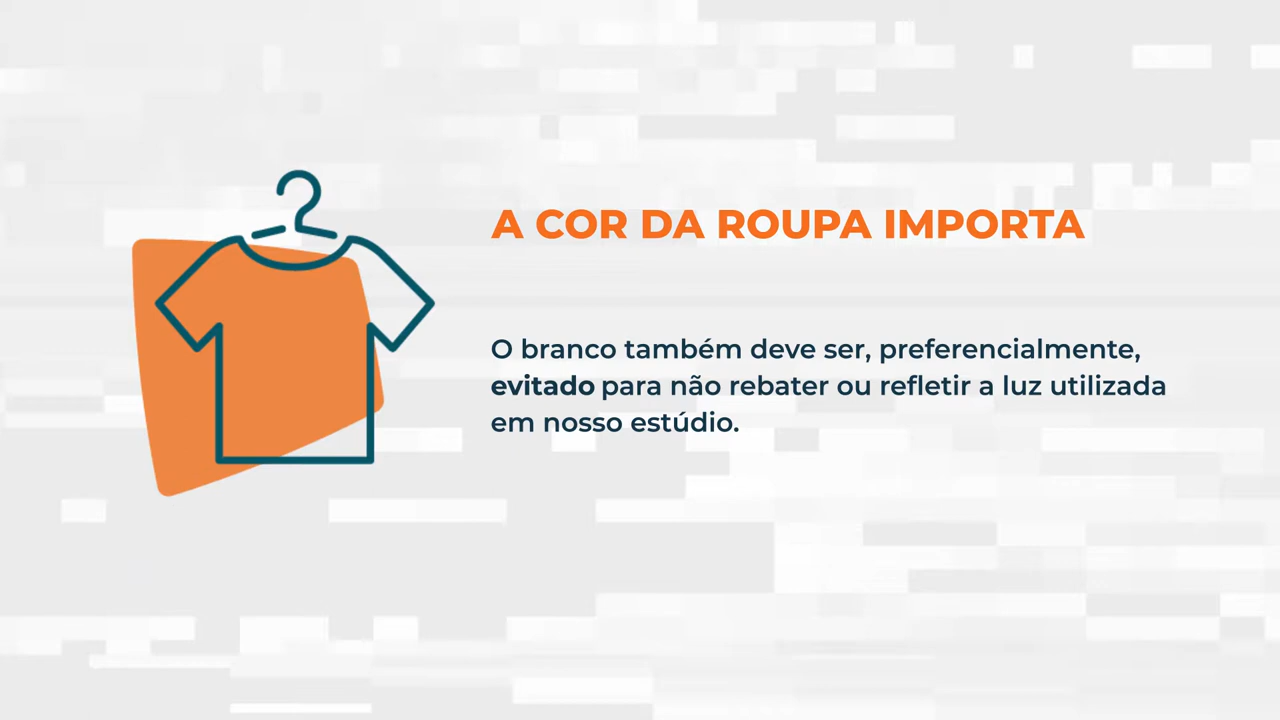 A COR DA ROUPA IMPORTA
O branco também deve ser, preferencialmente,
evitado para não rebater ou refletir a luz utilizada
em nosso estúdio.